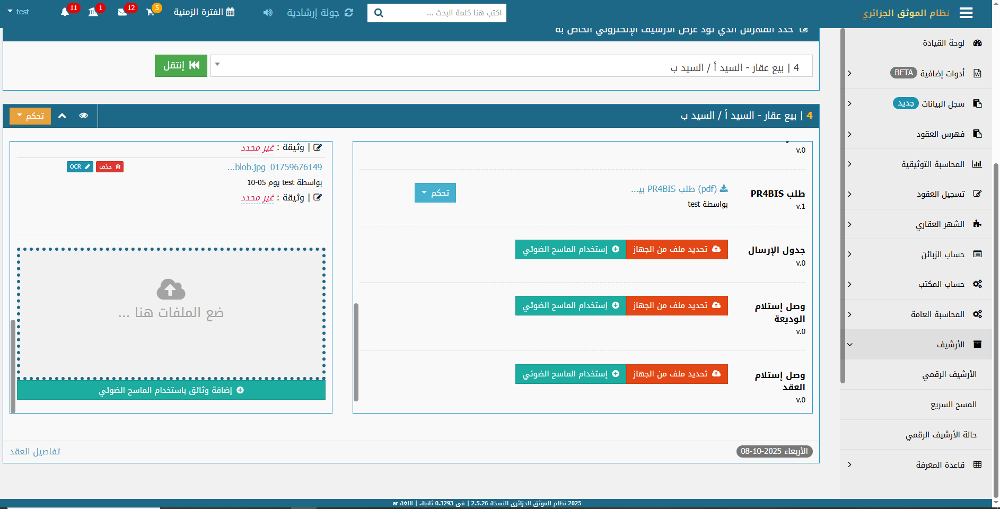 نظام الموثق الجزائري
اكتب هنا كلمة البحث ...
جولة إرشادية
الفترة الزمنية
5
12
1
11
test
لوحة القيادة
أدوات إضافية BETA
سجل البيانات جديد
فهرس العقود
المحاسبة التوثيقية
تسجيل العقود
الشهر العقاري
حساب الزبائن
حساب المكتب
المحاسبة العامة
الأرشيف
الأرشيف الرقمي
المسح السريع
حالة الأرشيف الرقمي
قاعدة المعرفة
حدد الفهرس الذي تود عرض الأرشيف الإلكتروني الخاص به
4 | بيع عقار - السيد أ / السيد ب
إنتقل
4 | بيع عقار - السيد أ / السيد ب
تحكم
v.0
طلب PR4BIS
v.1
(pdf) طلب PR4BIS بيـ...
بواسطة test
تحكم
جدول الإرسال
v.0
تحديد ملف من الجهاز
إستخدام الماسح الضوئي
وصل إستلام الوديعة
v.0
تحديد ملف من الجهاز
إستخدام الماسح الضوئي
وصل إستلام العقد
v.0
تحديد ملف من الجهاز
إستخدام الماسح الضوئي
| وثيقة : غير محدد
01759676149_blob.jpg...
حذف
OCR
بواسطة test يوم 05-10
| وثيقة : غير محدد
ضع الملفات هنا ...
إضافة وثائق باستخدام الماسح الضوئي
الأربعاء 2025-10-08
تفاصيل العقد
2025 نظام الموثق الجزائري النسخة 2.5.26 | في 0.3293 ثانية. | اللغة ar